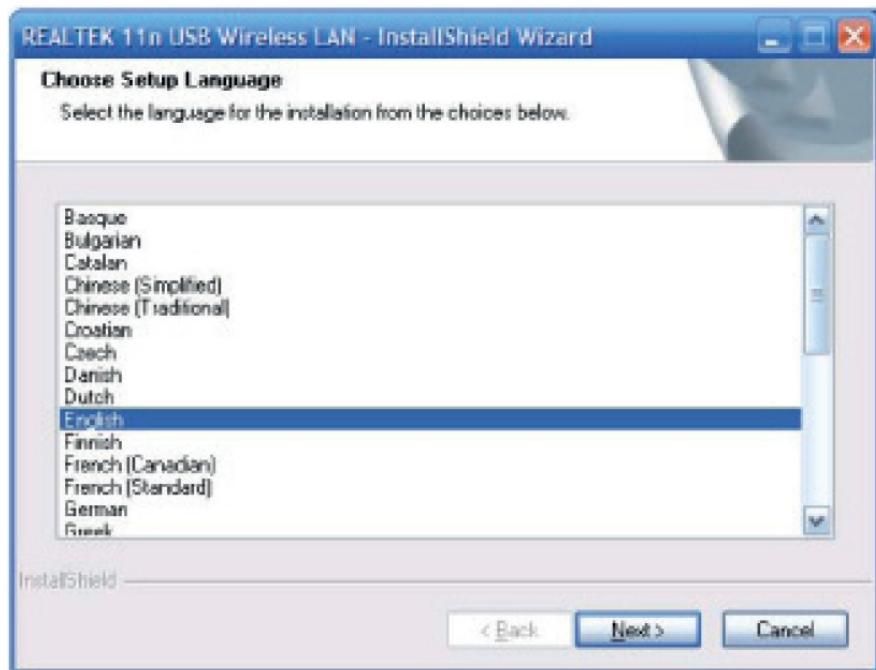 REALTEK 11n USB Wireless LAN - InstallShield Wizard
Choose Setup Language
Select the language for the installation from the choices below.
Basque
Bulgarian
Catalan
Chinese (Simplified)
Chinese (Traditional)
Croatian
Czech
Danish
Dutch
English
Finnish
French (Canadian)
French (Standard)
German
Greek
InstallShield
< Back
Next >
Cancel